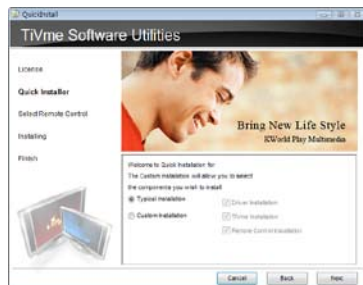 QuickInstall
TiVme Software Utilities
License
Quick Installer
Select Remote Control
Installing
Finish
Bring New Life Style
KWorld Play Multimedia
Welcome to Quick Installation for
The Custom Installation will allow you to select
the components you wish to install
Typical Installation
Custom Installation
Driver Installation
TiVme Installation
Remote Control Installation
Cancel
Back
Next